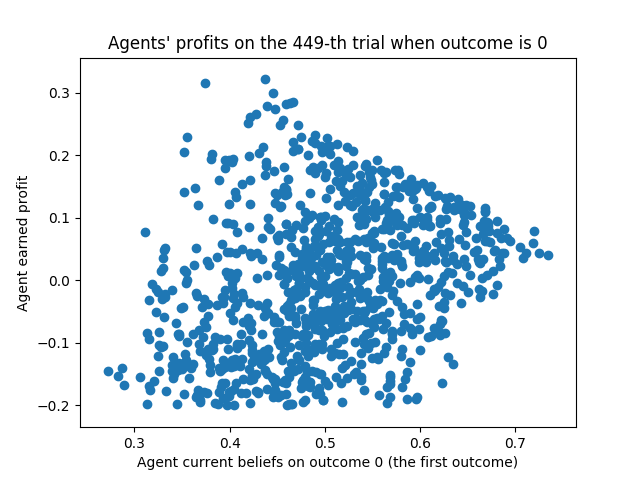 Agents' profits on the 449-th trial when outcome is 0
Agent earned profit
0.3
0.2
0.1
0.0
−0.1
−0.2
0.3 0.4 0.5 0.6 0.7
Agent current beliefs on outcome 0 (the first outcome)